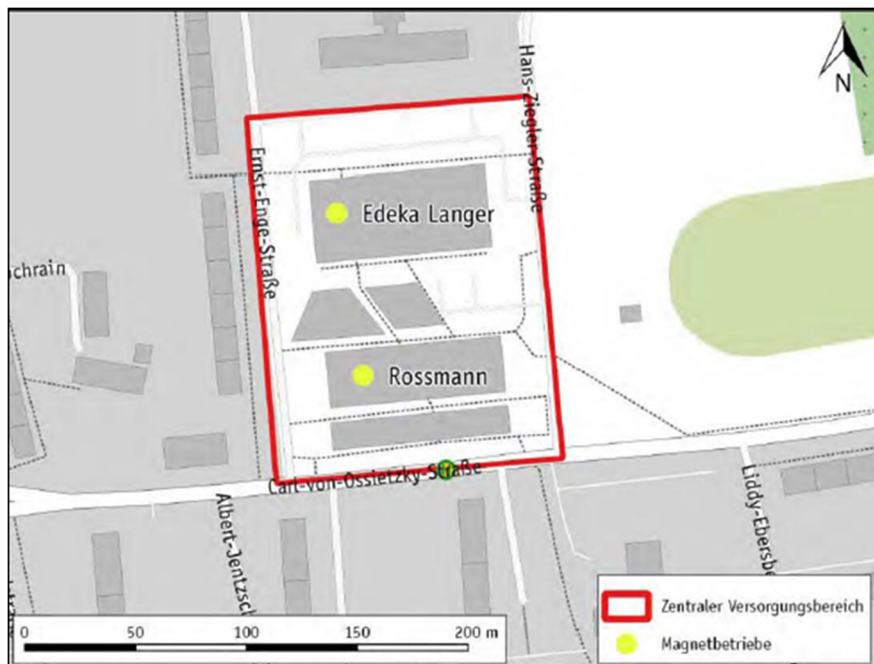 Hans-Ziegler-Straße
N
Ernst-Enge-Straße
Edeka Langer
chrain
Rossmann
Carl-von-Ossietzky-Straße
Albert-Jentzsch
Liddy-Ebersbe
Zentraler Versorgungsbereich
Magnetbetriebe
0 50 100 150 200 m